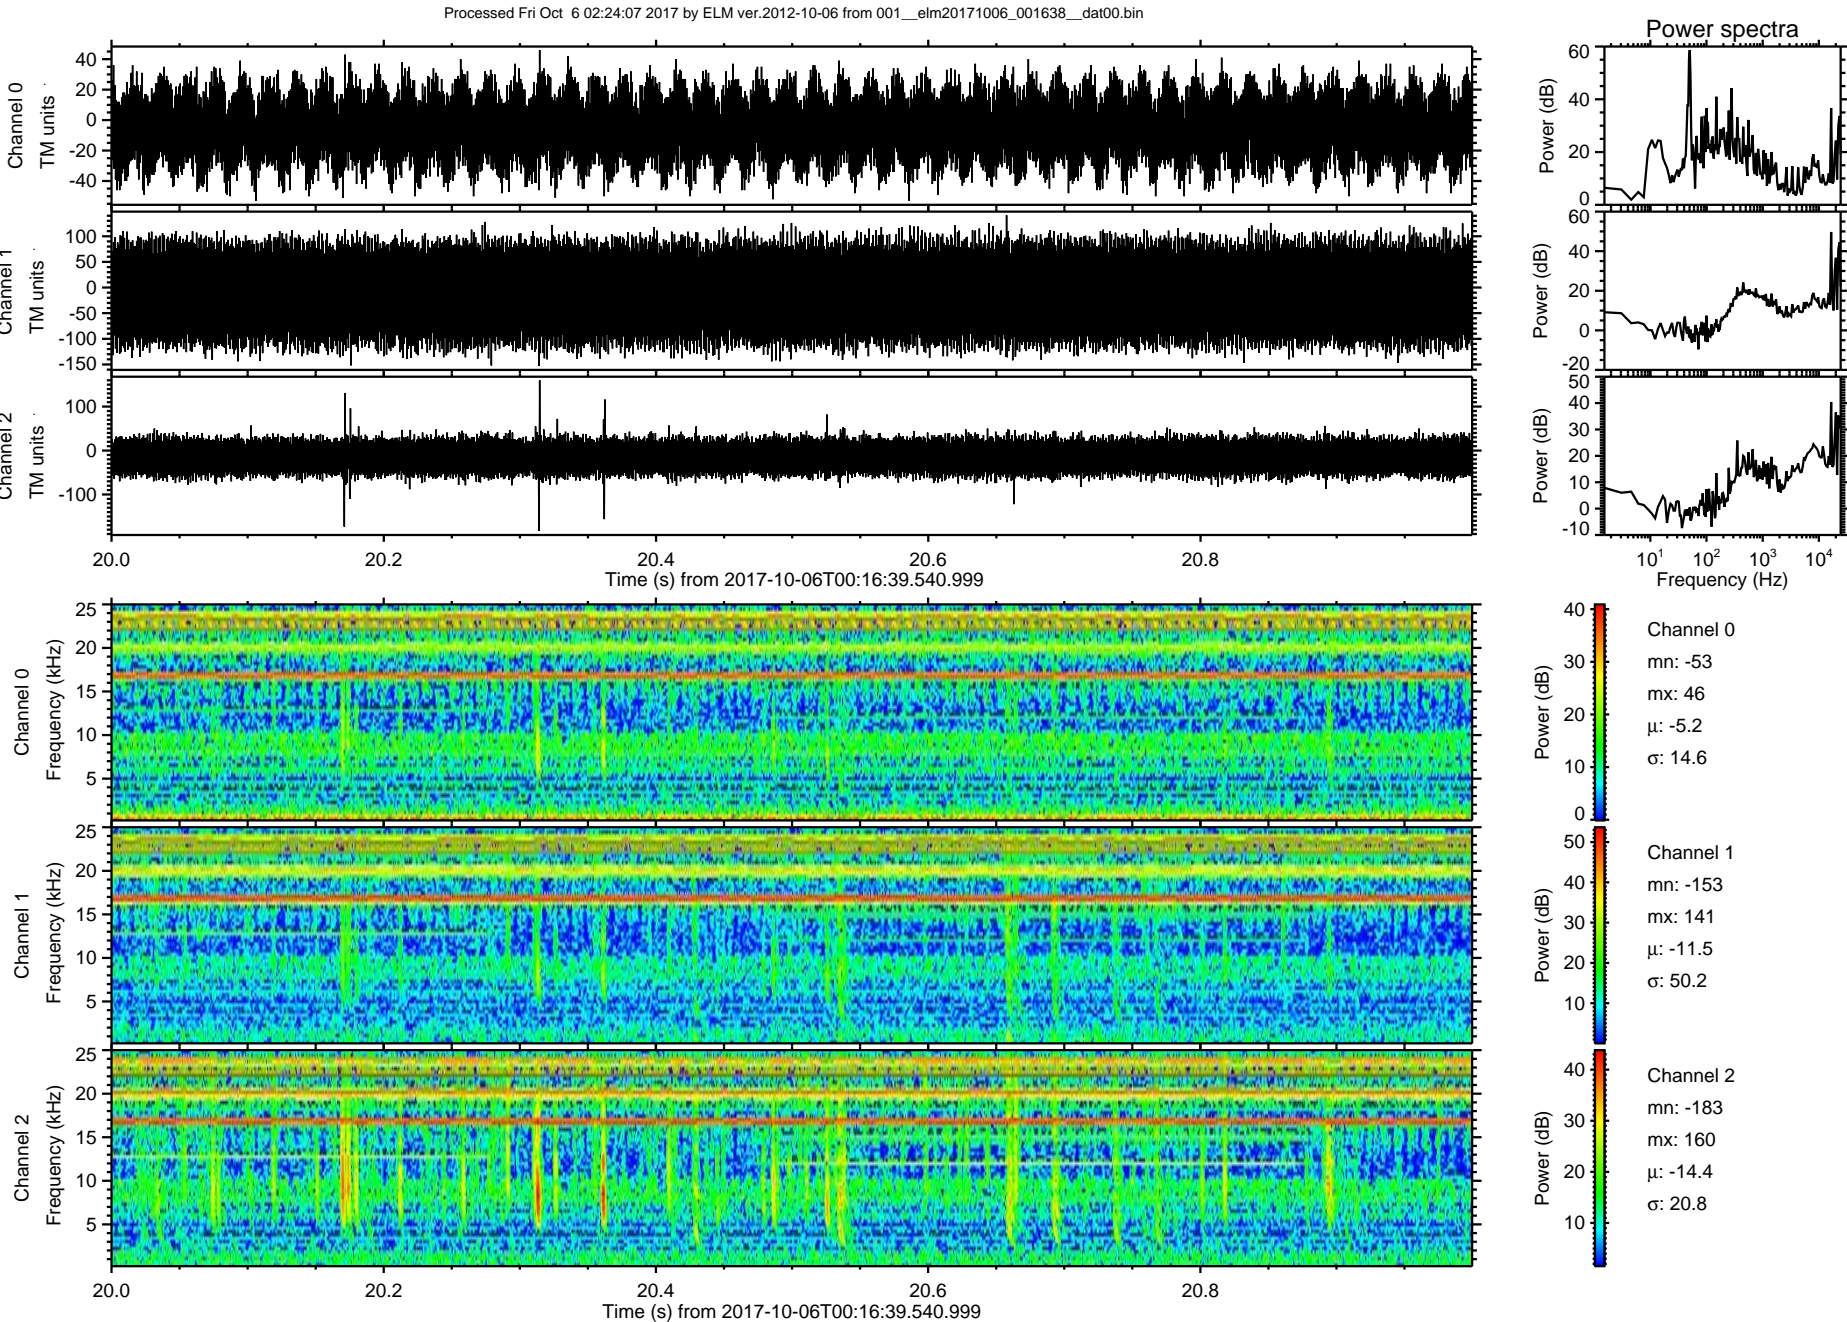 Processed Fri Oct  6 02:24:07 2017 by ELM ver.2012-10-06 from 001__elm20171006_001638__dat00.bin
Power spectra
Channel 0
TM units
40
20
0
-20
-40
Power (dB)
60
40
20
0
Channel 1
TM units
100
50
0
-50
-100
-150
Power (dB)
60
40
20
0
-20
Channel 2
TM units
100
0
-100
Power (dB)
50
40
30
20
10
0
-10
20.0 20.2 20.4 20.6 20.8
Time (s) from 2017-10-06T00:16:39.540.999
10^1 10^2 10^3 10^4
Frequency (Hz)
Channel 0
Frequency (kHz)
25
20
15
10
5
Power (dB)
40
30
20
10
0
Channel 0
mn: -53
mx: 46
μ: -5.2
σ: 14.6
Channel 1
Frequency (kHz)
25
20
15
10
5
Power (dB)
50
40
30
20
10
Channel 1
mn: -153
mx: 141
μ: -11.5
σ: 50.2
Channel 2
Frequency (kHz)
25
20
15
10
5
Power (dB)
40
30
20
10
Channel 2
mn: -183
mx: 160
μ: -14.4
σ: 20.8
20.0 20.2 20.4 20.6 20.8
Time (s) from 2017-10-06T00:16:39.540.999